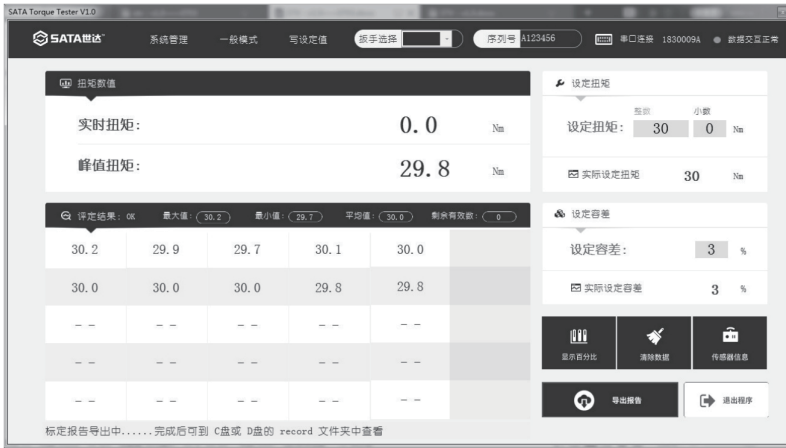 SATA Torque Tester V1.0
SATA世达 系统管理 一般模式 写设定值 扳手选择 序列号 A123456 串口连接 1830009A 数据交互正常
扭矩数值
实时扭矩: 0.0 Nm
峰值扭矩: 29.8 Nm
设定扭矩
整数 小数
设定扭矩: 30 0 Nm
实际设定扭矩 30 Nm
评定结果: OK 最大值: 30.2 最小值: 29.7 平均值: 30.0 剩余有效数: 0
30.2 29.9 29.7 30.1 30.0
30.0 30.0 30.0 29.8 29.8
-- -- -- -- --
-- -- -- -- --
-- -- -- -- --
设定容差
设定容差: 3 %
实际设定容差 3 %
显示百分比 清除数据 传感器信息
导出报告 退出程序
标定报告导出中......完成后可到 C盘或 D盘的 record 文件夹中查看